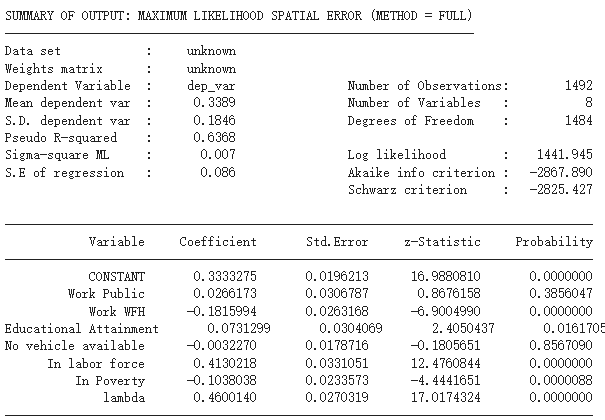 SUMMARY OF OUTPUT: MAXIMUM LIKELIHOOD SPATIAL ERROR (METHOD = FULL)
Data set : unknown
Weights matrix : unknown
Dependent Variable : dep_var Number of Observations: 1492
Mean dependent var : 0.3389 Number of Variables : 8
S.D. dependent var : 0.1846 Degrees of Freedom : 1484
Pseudo R-squared : 0.6368
Sigma-square ML : 0.007 Log likelihood : 1441.945
S.E of regression : 0.086 Akaike info criterion : -2867.890
Schwarz criterion : -2825.427
Variable Coefficient Std.Error z-Statistic Probability
CONSTANT 0.3333275 0.0196213 16.9880810 0.0000000
Work Public 0.0266173 0.0306787 0.8676158 0.3856047
Work WFH -0.1815994 0.0263168 -6.9004990 0.0000000
Educational Attainment 0.0731299 0.0304069 2.4050437 0.0161705
No vehicle available -0.0032270 0.0178716 -0.1805651 0.8567090
In labor force 0.4130218 0.0331051 12.4760844 0.0000000
In Poverty -0.1038038 0.0233573 -4.4441651 0.0000088
lambda 0.4600140 0.0270319 17.0174324 0.0000000